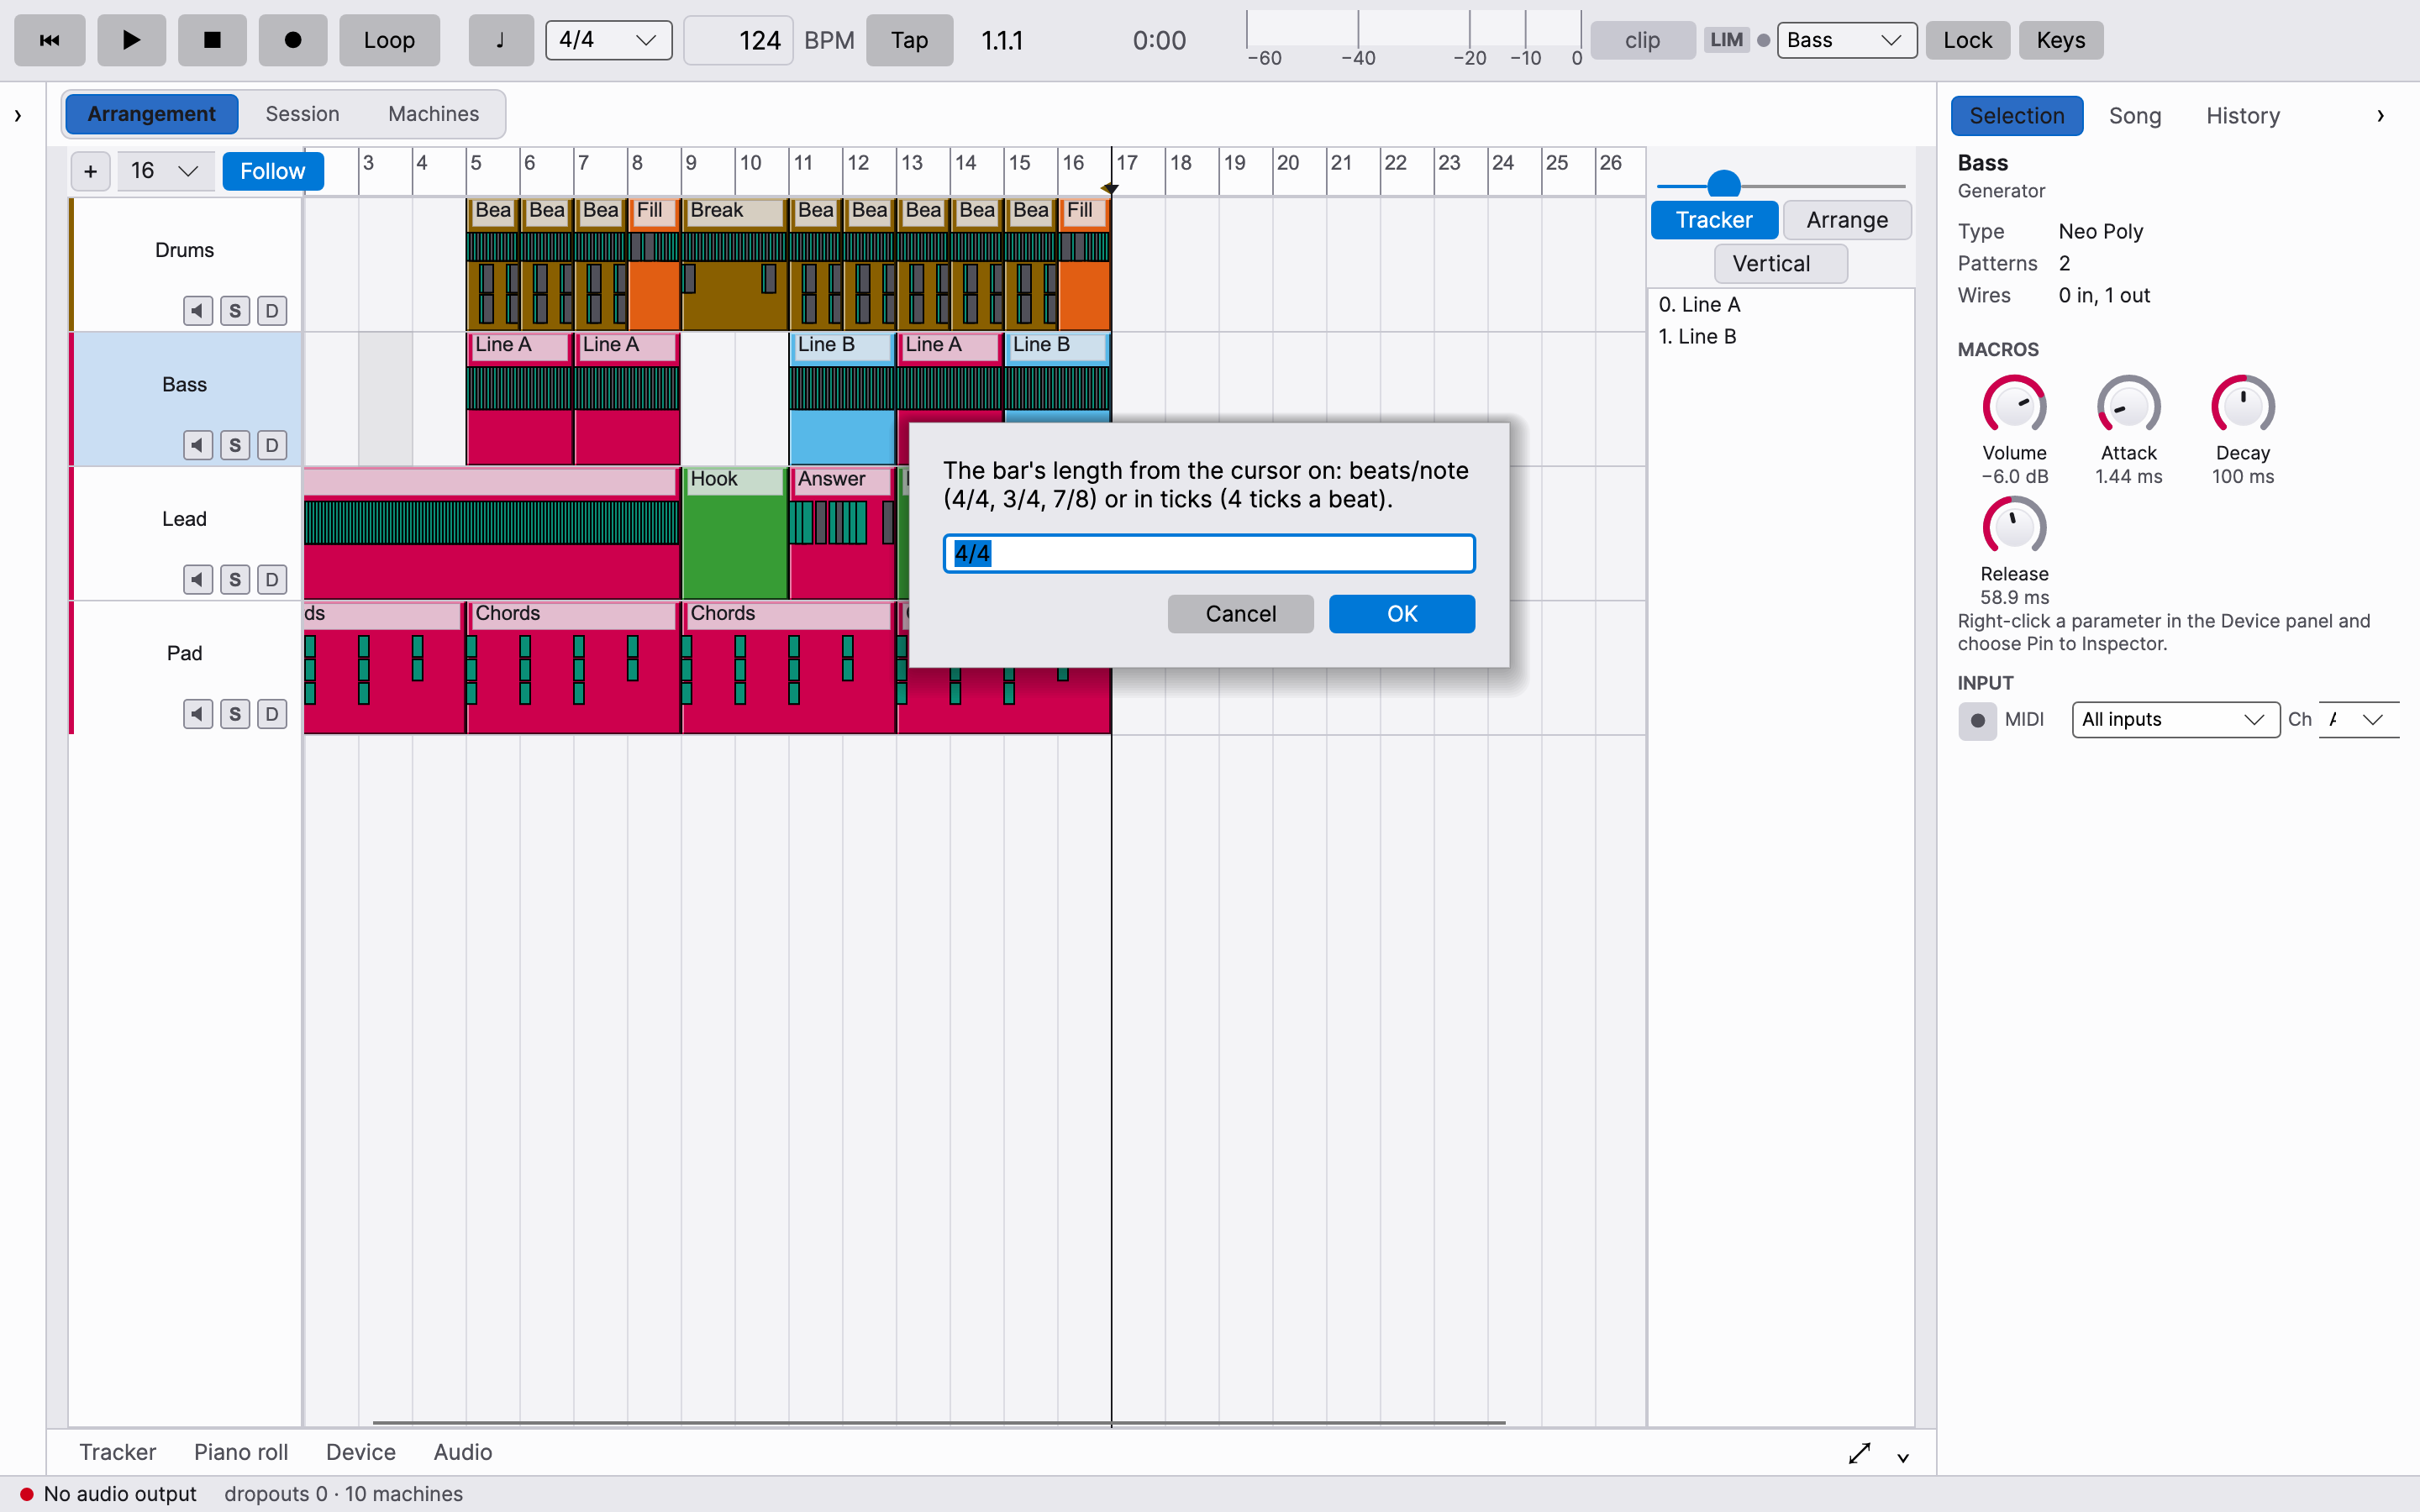 Loop
4/4
124 BPM
Tap
1.1.1
0:00
−60 −40 −20 −10 0
clip
LIM
Bass
Lock
Keys
Arrangement Session Machines
Selection Song History
16
Follow
3 4 5 6 7 8 9 10 11 12 13 14 15 16 17 18 19 20 21 22 23 24 25 26
Tracker Arrange
Vertical
0. Line A
1. Line B
Drums
S D
Bea Bea Bea Fill Break Bea Bea Bea Bea Bea Fill
Bass
S D
Line A Line A Line B Line A Line B
Lead
S D
Hook Answer
Pad
S D
ds Chords Chords
The bar's length from the cursor on: beats/note
(4/4, 3/4, 7/8) or in ticks (4 ticks a beat).
4/4
Cancel OK
Bass
Generator
Type Neo Poly
Patterns 2
Wires 0 in, 1 out
MACROS
Volume Attack Decay
−6.0 dB 1.44 ms 100 ms
Release
58.9 ms
Right-click a parameter in the Device panel and
choose Pin to Inspector.
INPUT
MIDI All inputs Ch
Tracker Piano roll Device Audio
No audio output dropouts 0 · 10 machines